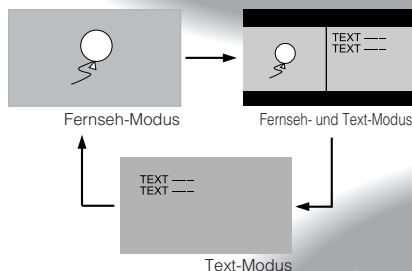 TEXT —–
TEXT —–
Fernseh-Modus
Fernseh- und Text-Modus
TEXT —–
TEXT —–
Text-Modus